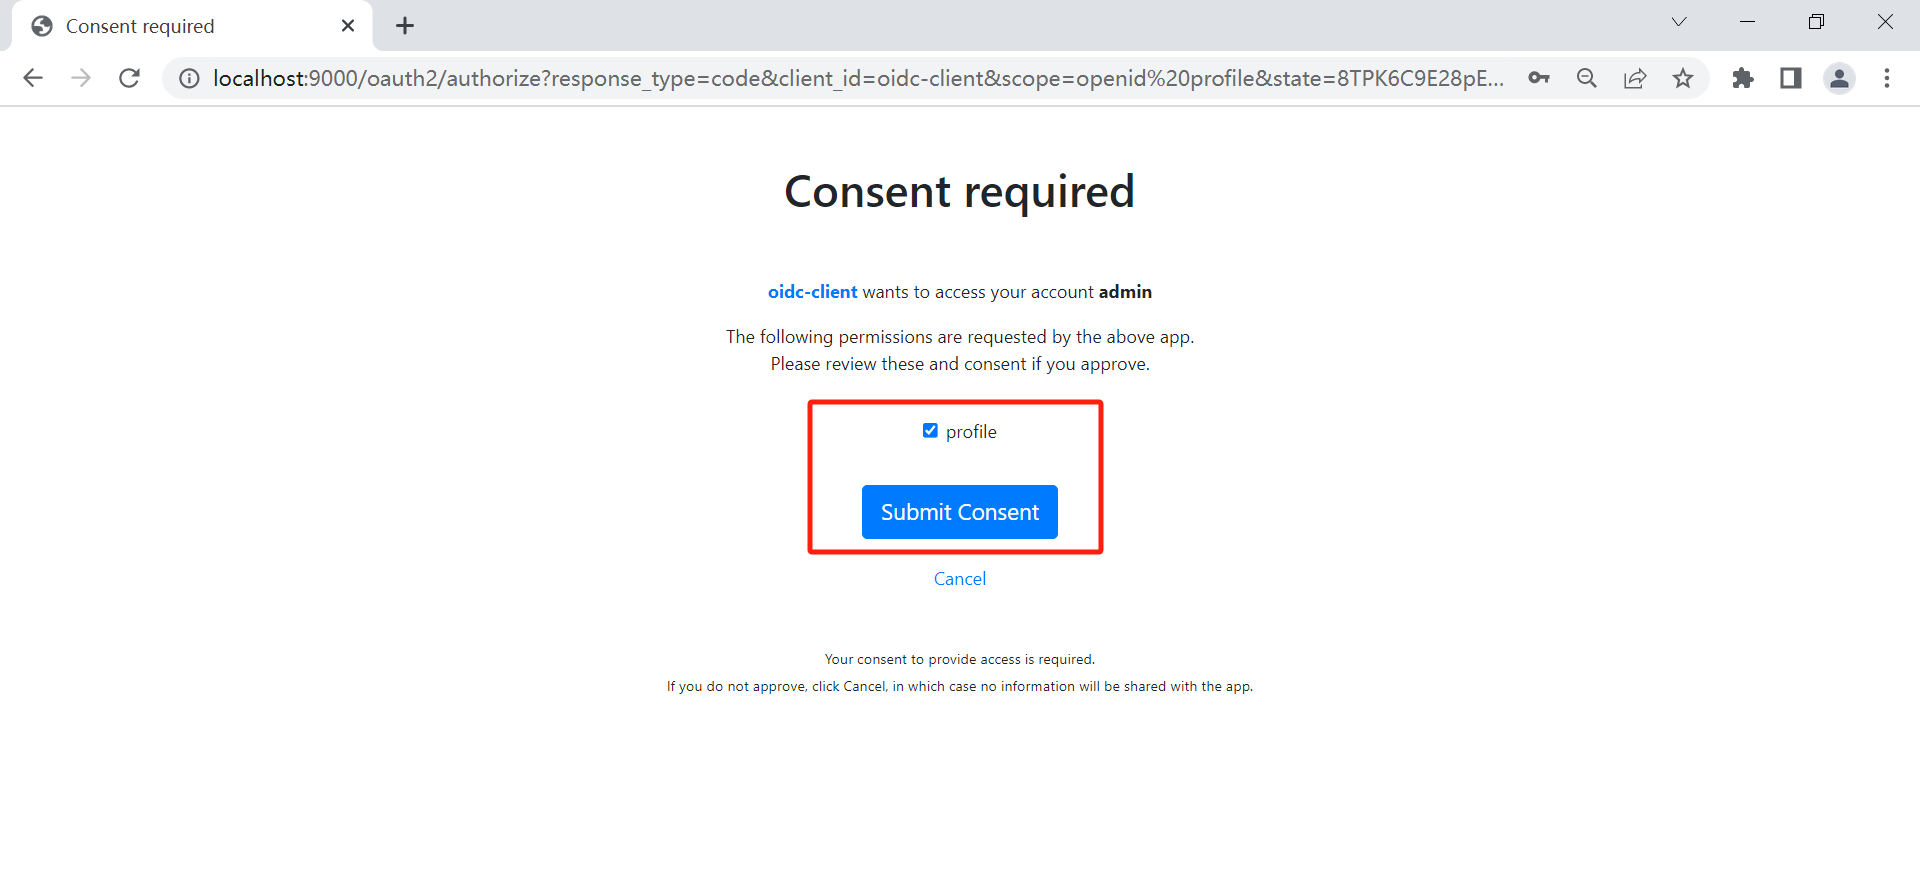 Consent required
localhost:9000/oauth2/authorize?response_type=code&client_id=oidc-client&scope=openid%20profile&state=8TPK6C9E28pE...
Consent required
oidc-client wants to access your account admin
The following permissions are requested by the above app.
Please review these and consent if you approve.
profile
Submit Consent
Cancel
Your consent to provide access is required.
If you do not approve, click Cancel, in which case no information will be shared with the app.